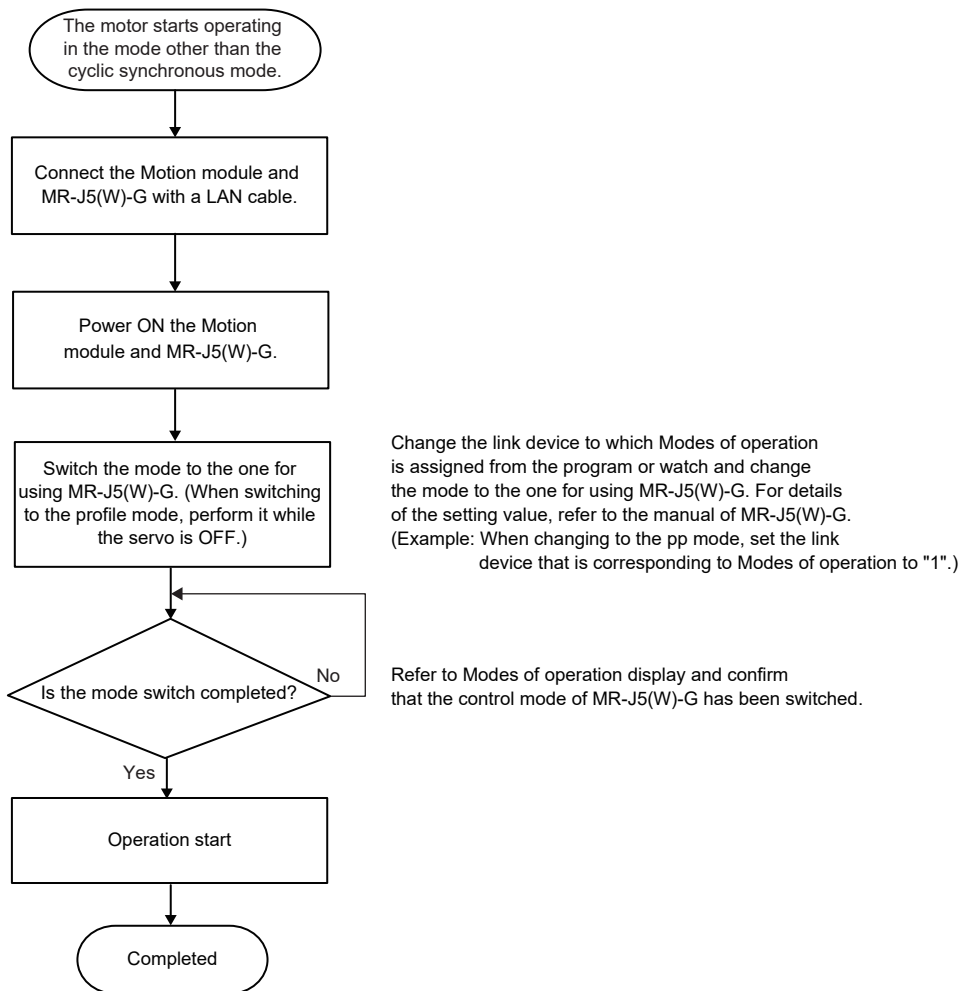 The motor starts operating
in the mode other than the
cyclic synchronous mode.
Connect the Motion module and
MR-J5(W)-G with a LAN cable.
Power ON the Motion
module and MR-J5(W)-G.
Switch the mode to the one for
using MR-J5(W)-G. (When switching
to the profile mode, perform it while
the servo is OFF.)
Change the link device to which Modes of operation
is assigned from the program or watch and change
the mode to the one for using MR-J5(W)-G. For details
of the setting value, refer to the manual of MR-J5(W)-G.
(Example: When changing to the pp mode, set the link
device that is corresponding to Modes of operation to "1".)
Is the mode switch completed?
No
Refer to Modes of operation display and confirm
that the control mode of MR-J5(W)-G has been switched.
Yes
Operation start
Completed